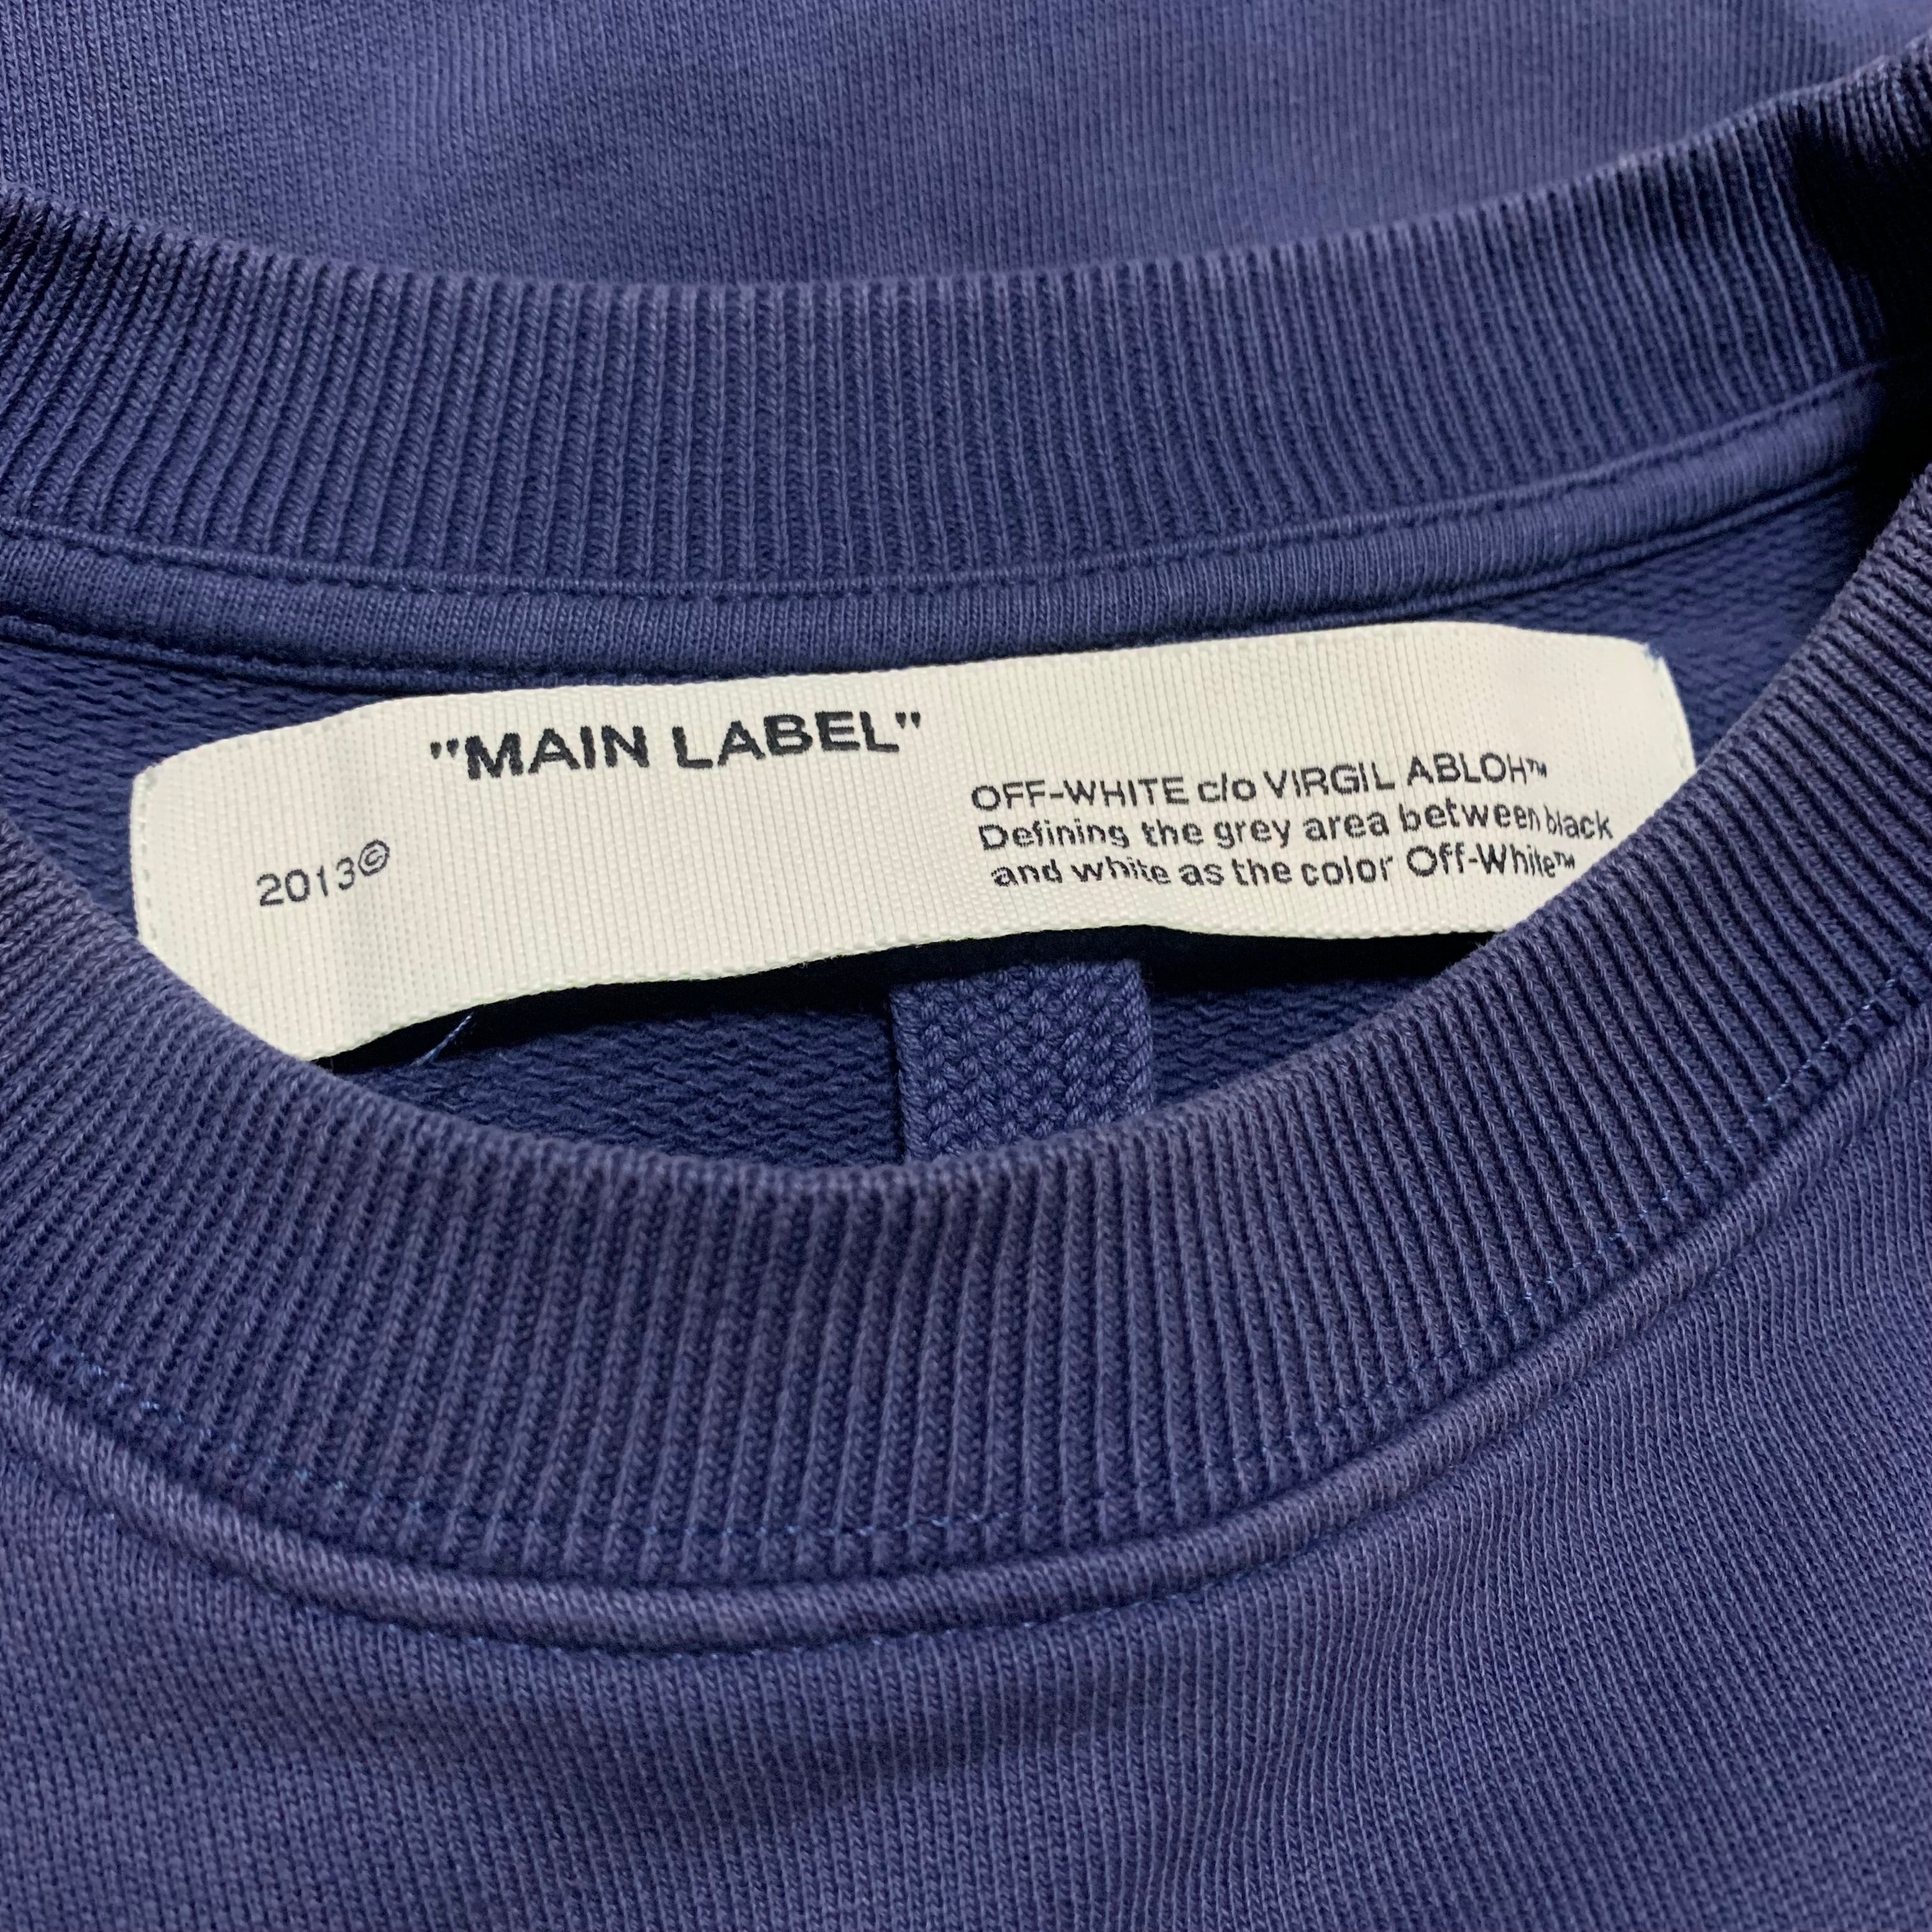 "MAIN LABEL"
2013©
OFF-WHITE c/o VIRGIL ABLOH™
Defining the grey area between black
and white as the color Off-White™